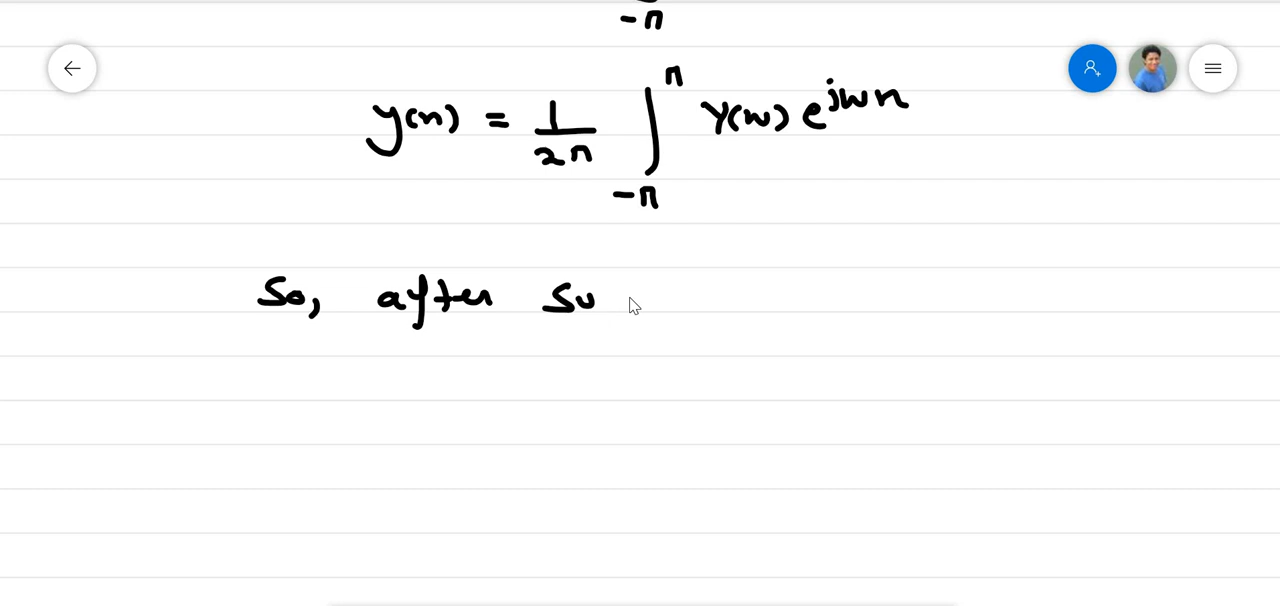 -π
y(n) = 1/2π ∫_{-π}^{π} Y(w) e^{jwn}
So, after su